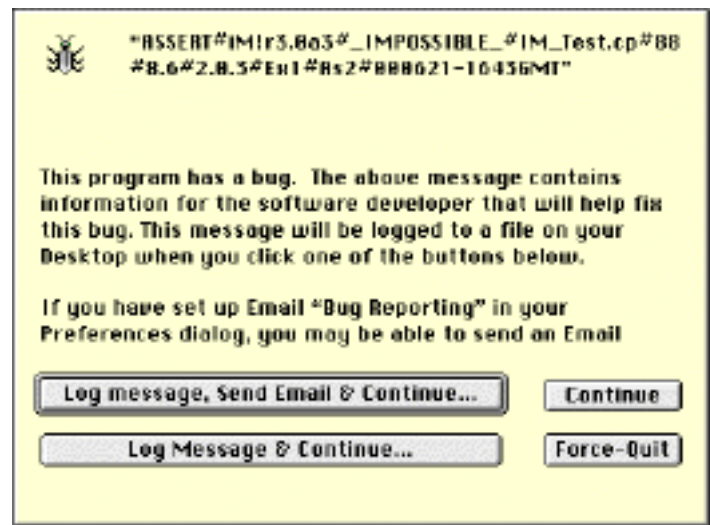 "ASSERT#IM!r3.0a3#_IMPOSSIBLE_#IM_Test.cp#88
#8.6#2.8.3#Ex1#As2#000621-1643GMT"
This program has a bug. The above message contains
information for the software developer that will help fix
this bug. This message will be logged to a file on your
Desktop when you click one of the buttons below.
If you have set up Email "Bug Reporting" in your
Preferences dialog, you may be able to send an Email
Log message, Send Email & Continue...
Continue
Log Message & Continue...
Force-Quit